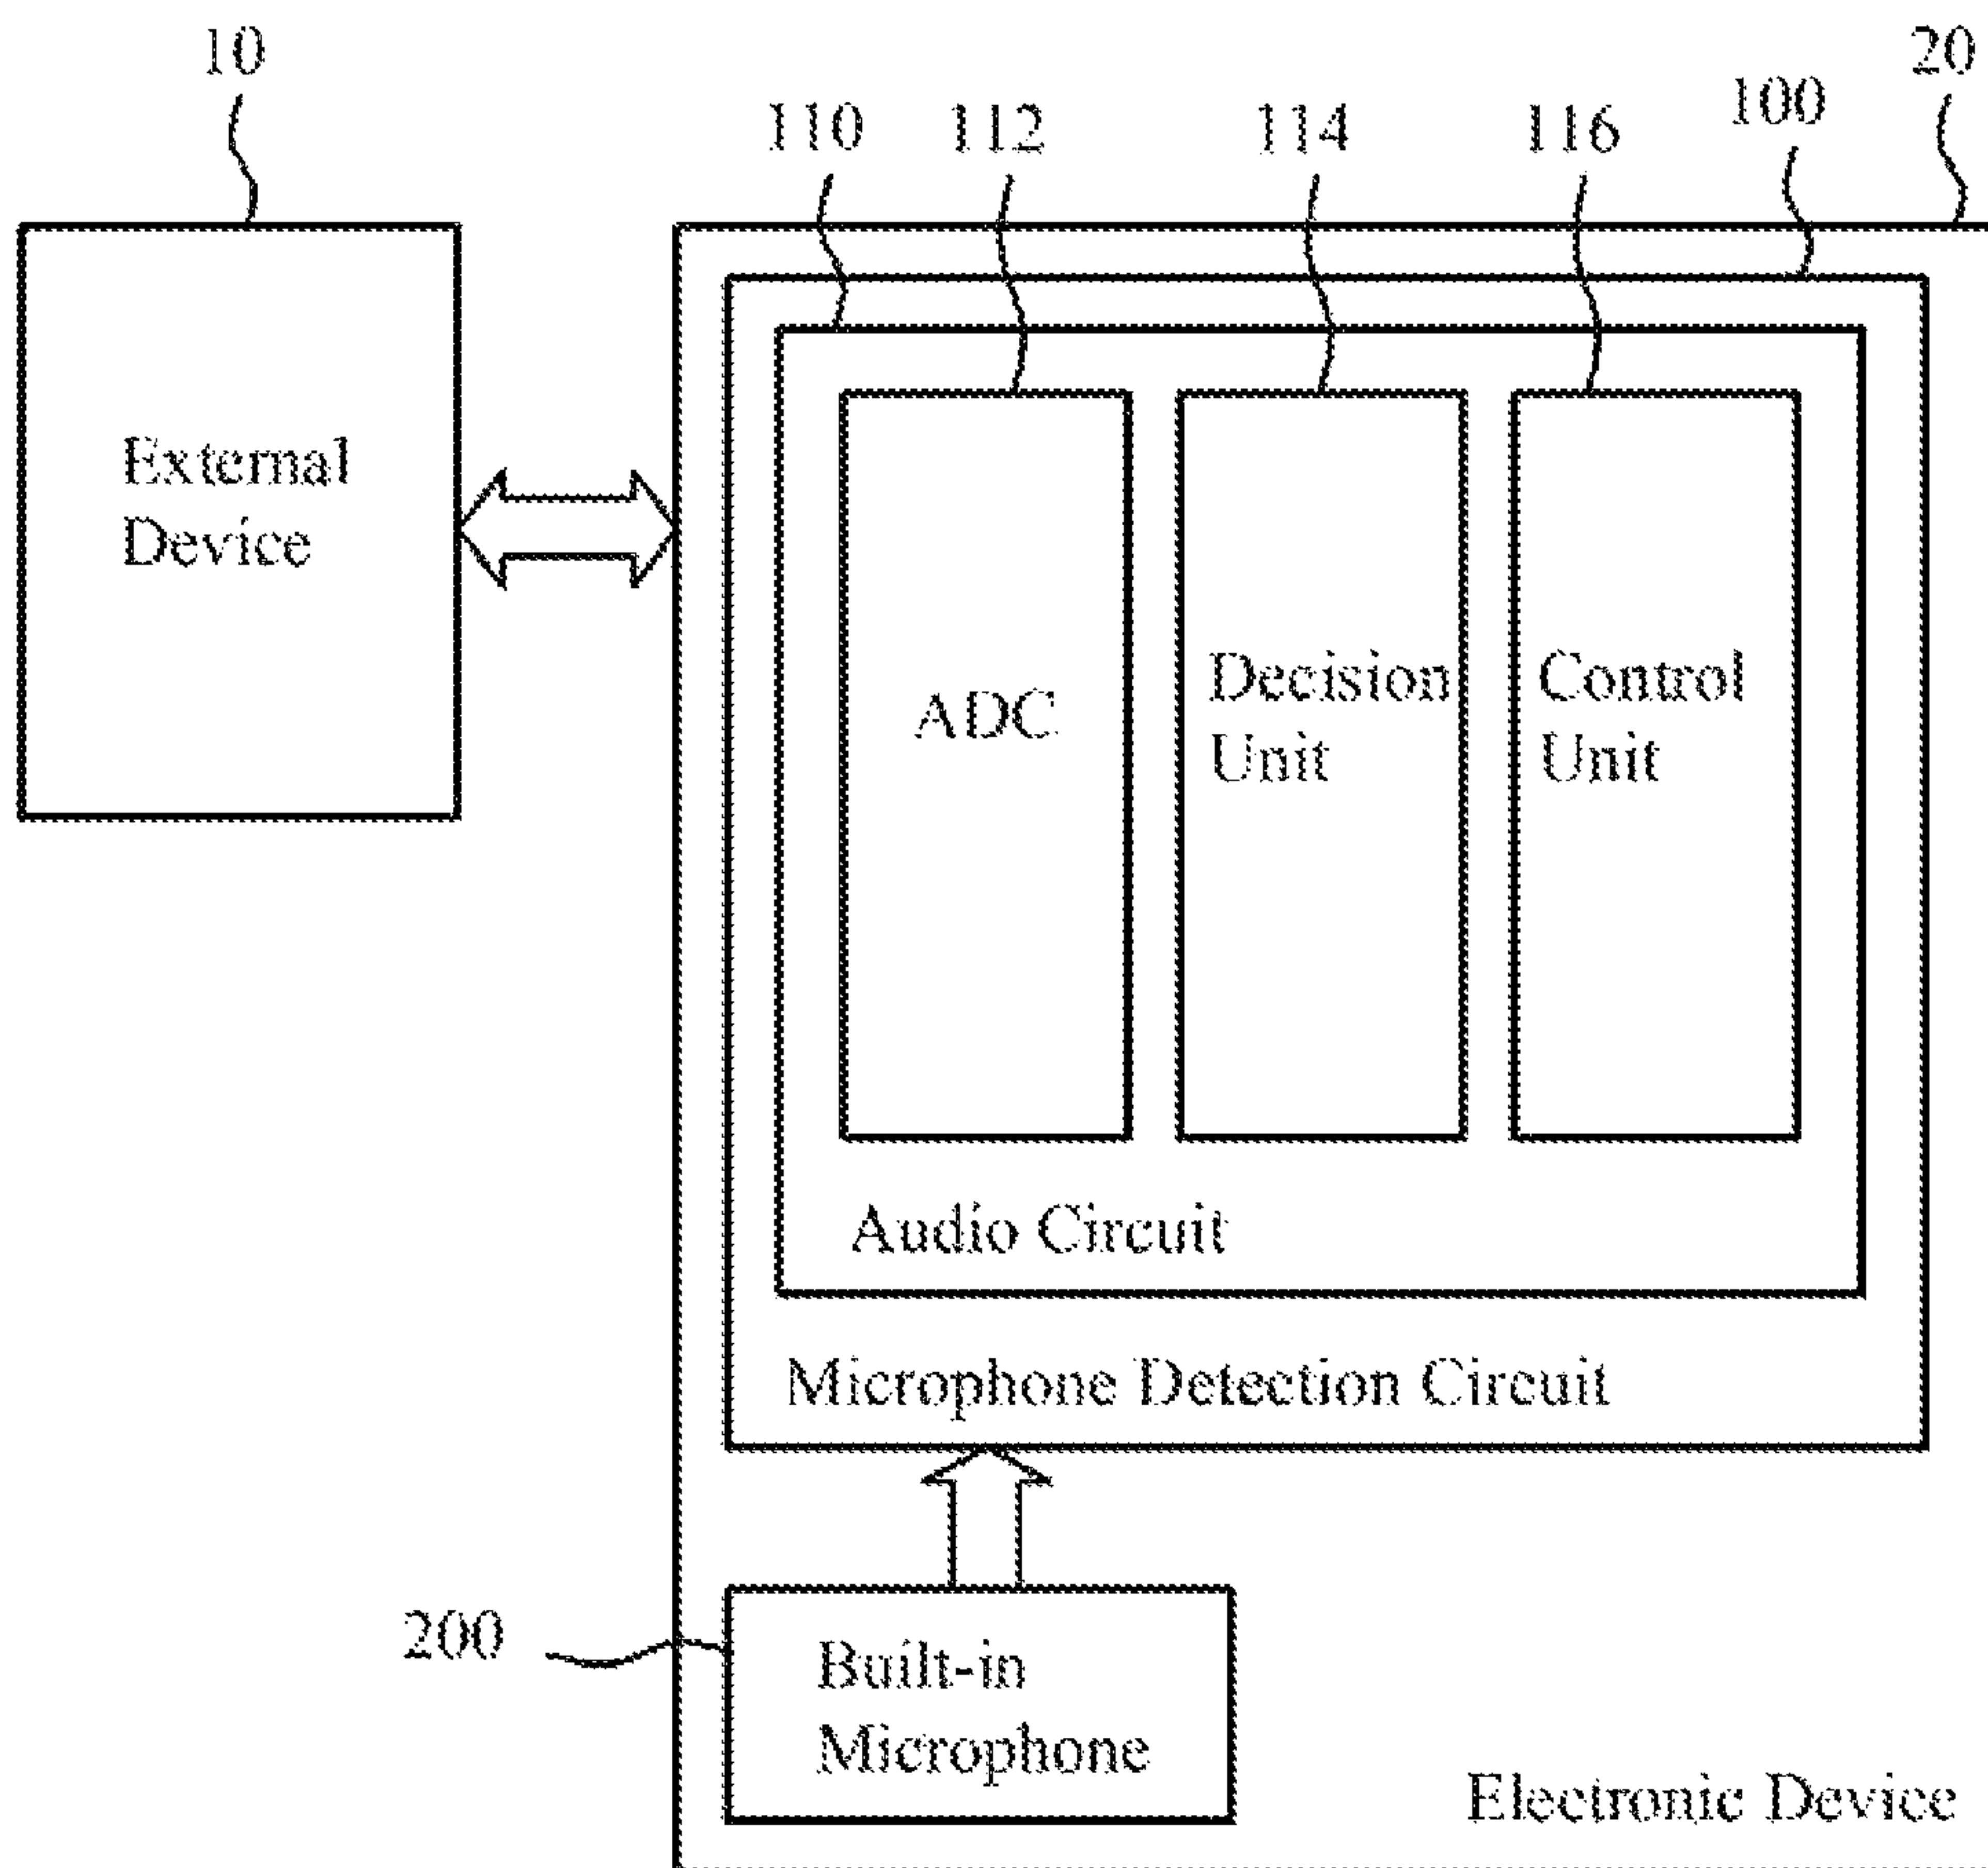 10
20
110
112
114
116
100
External
Device
ADC
Decision
Unit
Control
Unit
Audio Circuit
Microphone Detection Circuit
200
Built-in
Microphone
Electronic Device